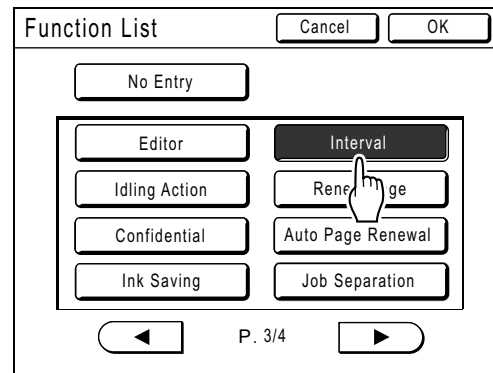 Function List Cancel OK
No Entry
Editor Interval
Idling Action
Confidential Auto Page Renewal
Ink Saving Job Separation
P. 3/4